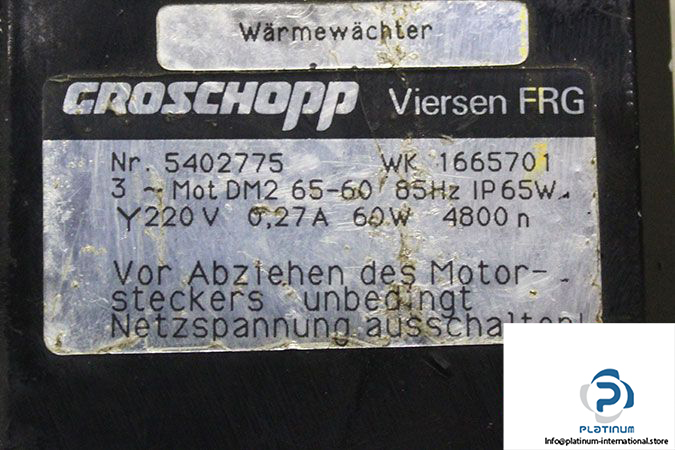 Wärmewächter
GROSCHOPP Viersen FRG
Nr. 5402775 WK 1665701
3 ~ Mot DM2 65-60 85Hz IP65W
Y220 V 0,27A 60W 4800 n
Vor Abziehen des Motor-
steckers unbedingt
Netzspannung ausschalten!
PLATINUM
Info@platinum-international.store